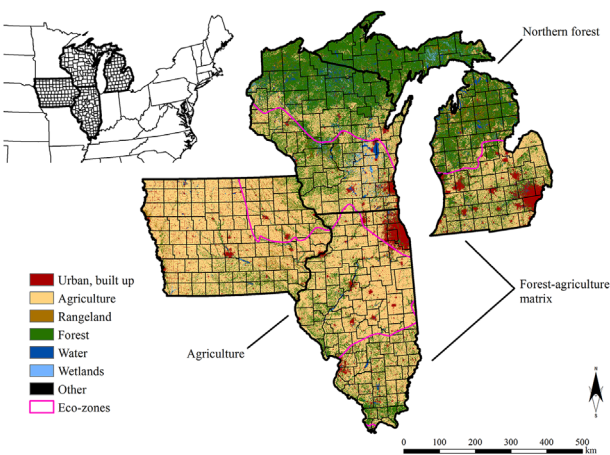 Northern forest
Urban, built up
Agriculture
Rangeland
Forest
Water
Wetlands
Other
Eco-zones
Agriculture
Forest-agriculture
matrix
N
S
0 100 200 300 400 500
km